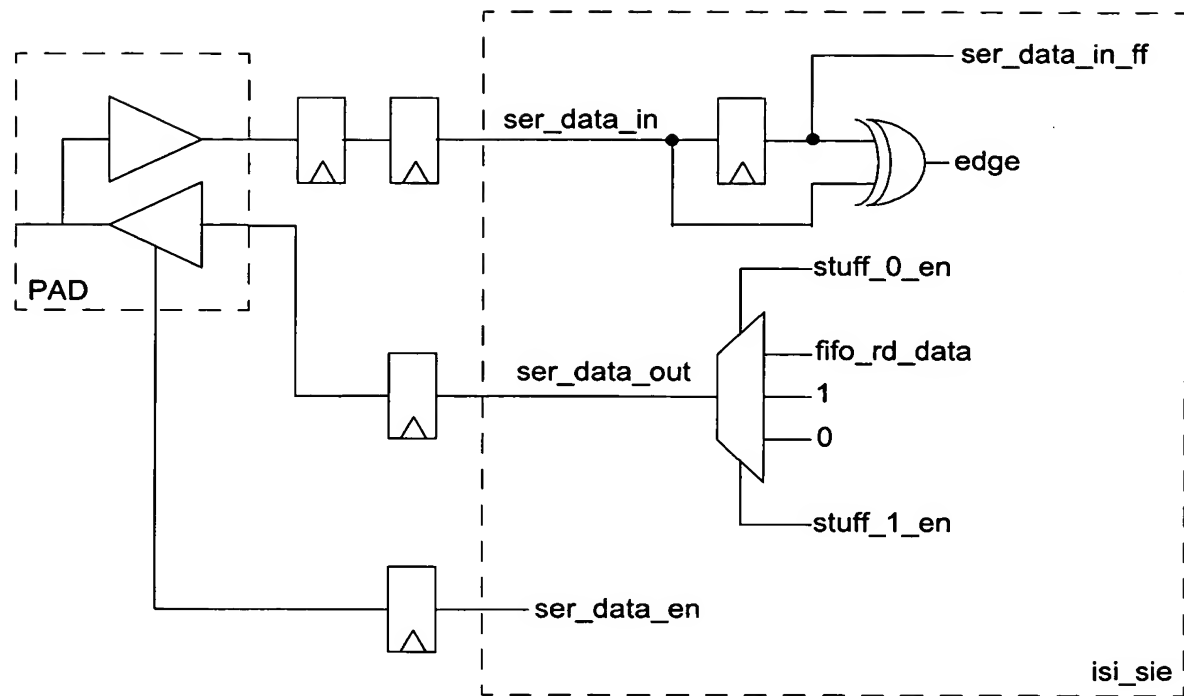 ser_data_in_ff
ser_data_in
edge
PAD
stuff_0_en
fifo_rd_data
ser_data_out
1
0
stuff_1_en
ser_data_en
isi_sie